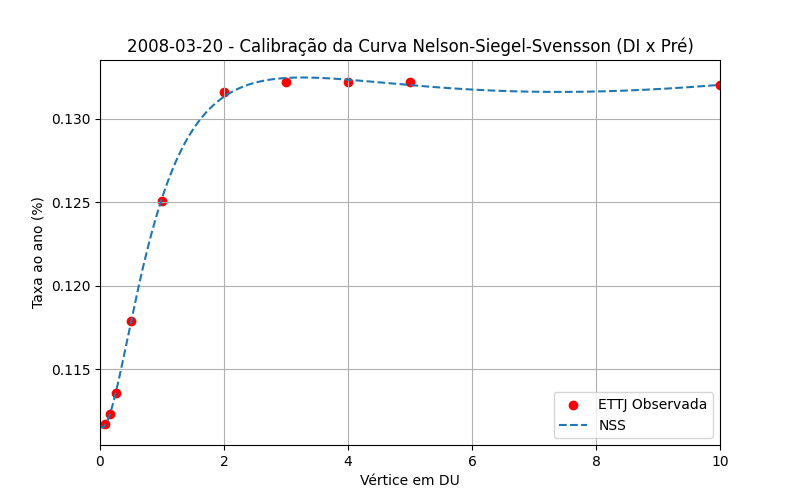 2008-03-20 - Calibração da Curva Nelson-Siegel-Svensson (DI x Pré)
Taxa ao ano (%)
0.130
0.125
0.120
0.115
0 2 4 6 8 10
Vértice em DU
ETTJ Observada
NSS